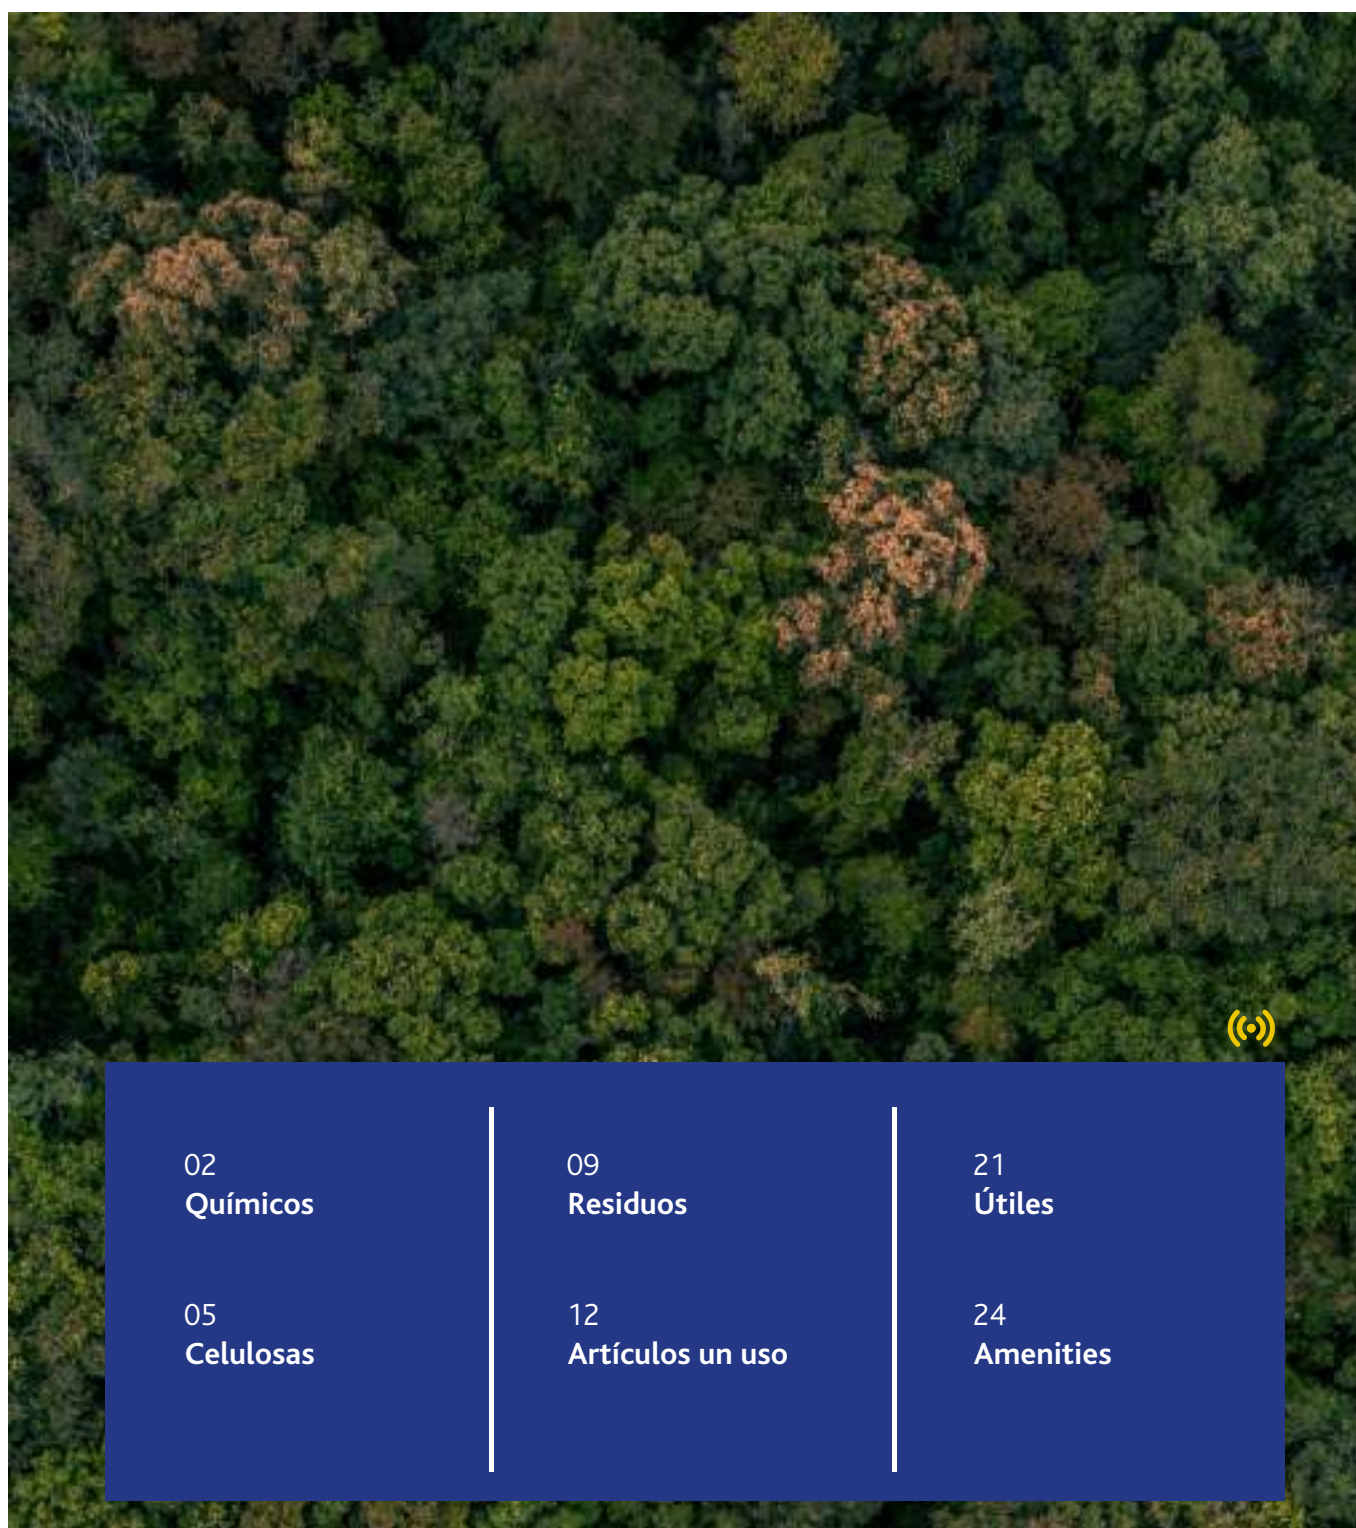 02
Químicos
05
Celulosas
09
Residuos
12
Artículos un uso
21
Útiles
24
Amenities